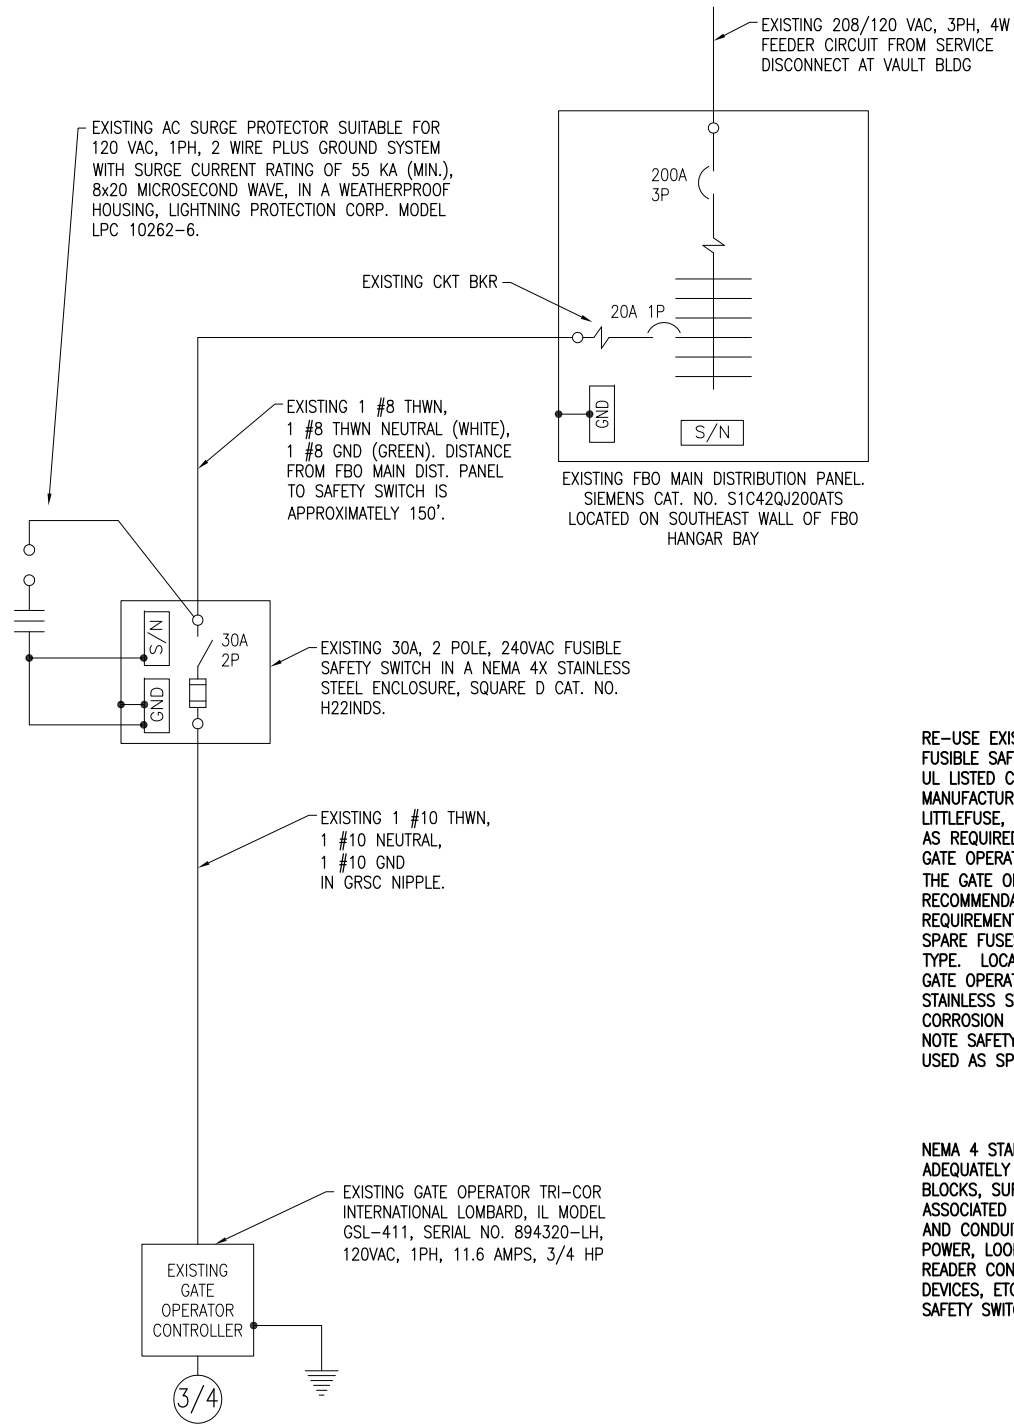 EXISTING 208/120 VAC, 3PH, 4W
FEEDER CIRCUIT FROM SERVICE
DISCONNECT AT VAULT BLDG
EXISTING AC SURGE PROTECTOR SUITABLE FOR
120 VAC, 1PH, 2 WIRE PLUS GROUND SYSTEM
WITH SURGE CURRENT RATING OF 55 KA (MIN.),
8x20 MICROSECOND WAVE, IN A WEATHERPROOF
HOUSING, LIGHTNING PROTECTION CORP. MODEL
LPC 10262-6.
200A
3P
EXISTING CKT BKR
20A 1P
GND
S/N
EXISTING FBO MAIN DISTRIBUTION PANEL.
SIEMENS CAT. NO. S1C42QJ200ATS
LOCATED ON SOUTHEAST WALL OF FBO
HANGAR BAY
EXISTING 1 #8 THWN,
1 #8 THWN NEUTRAL (WHITE),
1 #8 GND (GREEN). DISTANCE
FROM FBO MAIN DIST. PANEL
TO SAFETY SWITCH IS
APPROXIMATELY 150'.
S/N
30A
2P
GND
EXISTING 30A, 2 POLE, 240VAC FUSIBLE
SAFETY SWITCH IN A NEMA 4X STAINLESS
STEEL ENCLOSURE, SQUARE D CAT. NO.
H22INDS.
EXISTING 1 #10 THWN,
1 #10 NEUTRAL,
1 #10 GND
IN GRSC NIPPLE.
EXISTING GATE OPERATOR TRI-COR
INTERNATIONAL LOMBARD, IL MODEL
GSL-411, SERIAL NO. 894320-LH,
120VAC, 1PH, 11.6 AMPS, 3/4 HP
EXISTING
GATE
OPERATOR
CONTROLLER
3/4
RE-USE EXIS
FUSIBLE SAF
UL LISTED C
MANUFACTUR
LITTLEFUSE,
AS REQUIRED
GATE OPERAT
THE GATE OP
RECOMMENDA
REQUIREMENT
SPARE FUSE
TYPE. LOCA
GATE OPERAT
STAINLESS S
CORROSION
NOTE SAFETY
USED AS SP
NEMA 4 STAI
ADEQUATELY
BLOCKS, SUR
ASSOCIATED
AND CONDUI
POWER, LOO
READER CON
DEVICES, ETC
SAFETY SWITC